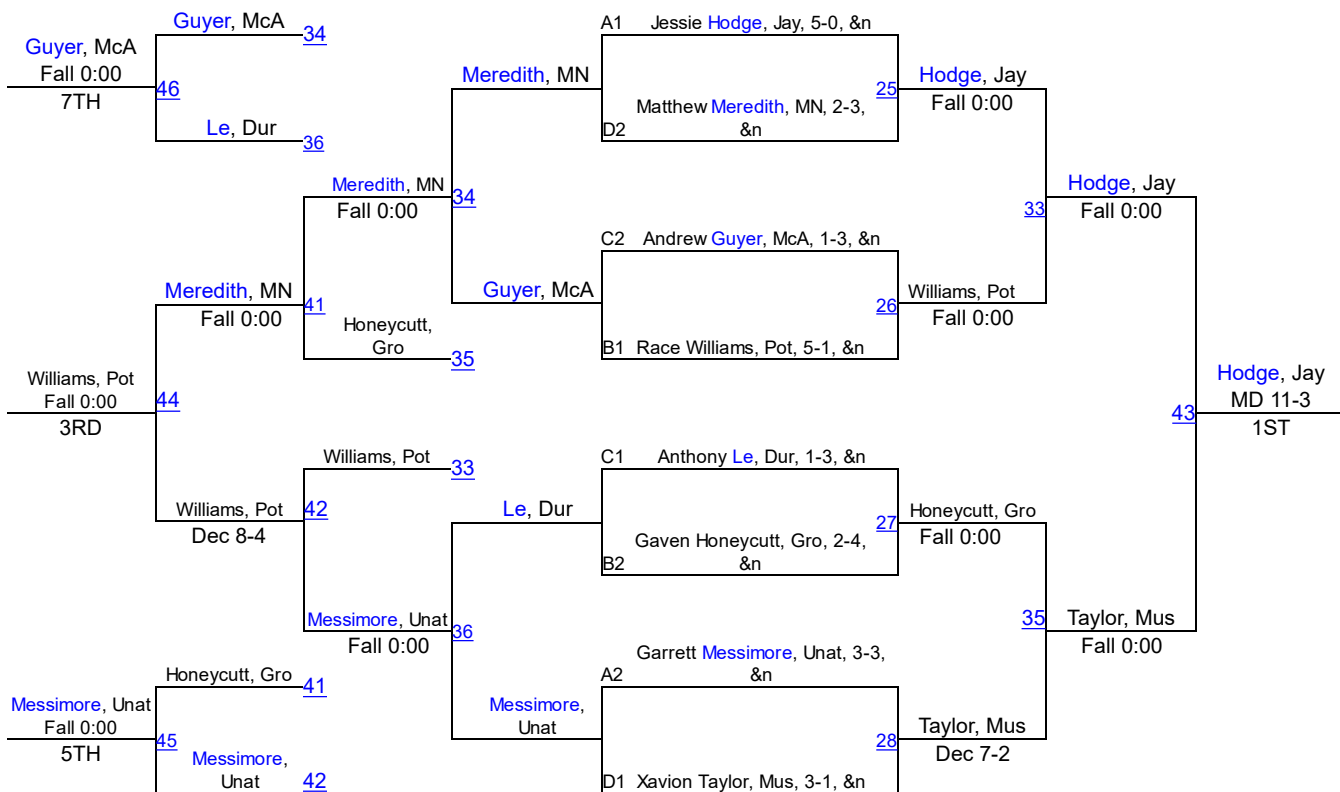 Guyer, McA
34
Guyer, McA
Fall 0:00
7TH
46
Le, Dur
36
Meredith, MN
A1 Jessie Hodge, Jay, 5-0, &n
25
Matthew Meredith, MN, 2-3,
D2 &n
Hodge, Jay
Fall 0:00
Meredith, MN
Fall 0:00
34
Hodge, Jay
33
Fall 0:00
C2 Andrew Guyer, McA, 1-3, &n
Guyer, McA
26
Williams, Pot
Fall 0:00
B1 Race Williams, Pot, 5-1, &n
Meredith, MN
Fall 0:00
41
Honeycutt,
Gro
35
Williams, Pot
Fall 0:00
3RD
44
Hodge, Jay
MD 11-3
1ST
43
Williams, Pot
33
Williams, Pot
Dec 8-4
42
C1 Anthony Le, Dur, 1-3, &n
Le, Dur
27
Honeycutt, Gro
Fall 0:00
Gaven Honeycutt, Gro, 2-4,
B2 &n
Messimore, Unat
Fall 0:00
36
35
Taylor, Mus
Fall 0:00
Garrett Messimore, Unat, 3-3,
A2 &n
Honeycutt, Gro
41
Messimore, Unat
Fall 0:00
5TH
45
Messimore,
Unat
42
Messimore,
Unat
28
Taylor, Mus
Dec 7-2
D1 Xavion Taylor, Mus, 3-1, &n